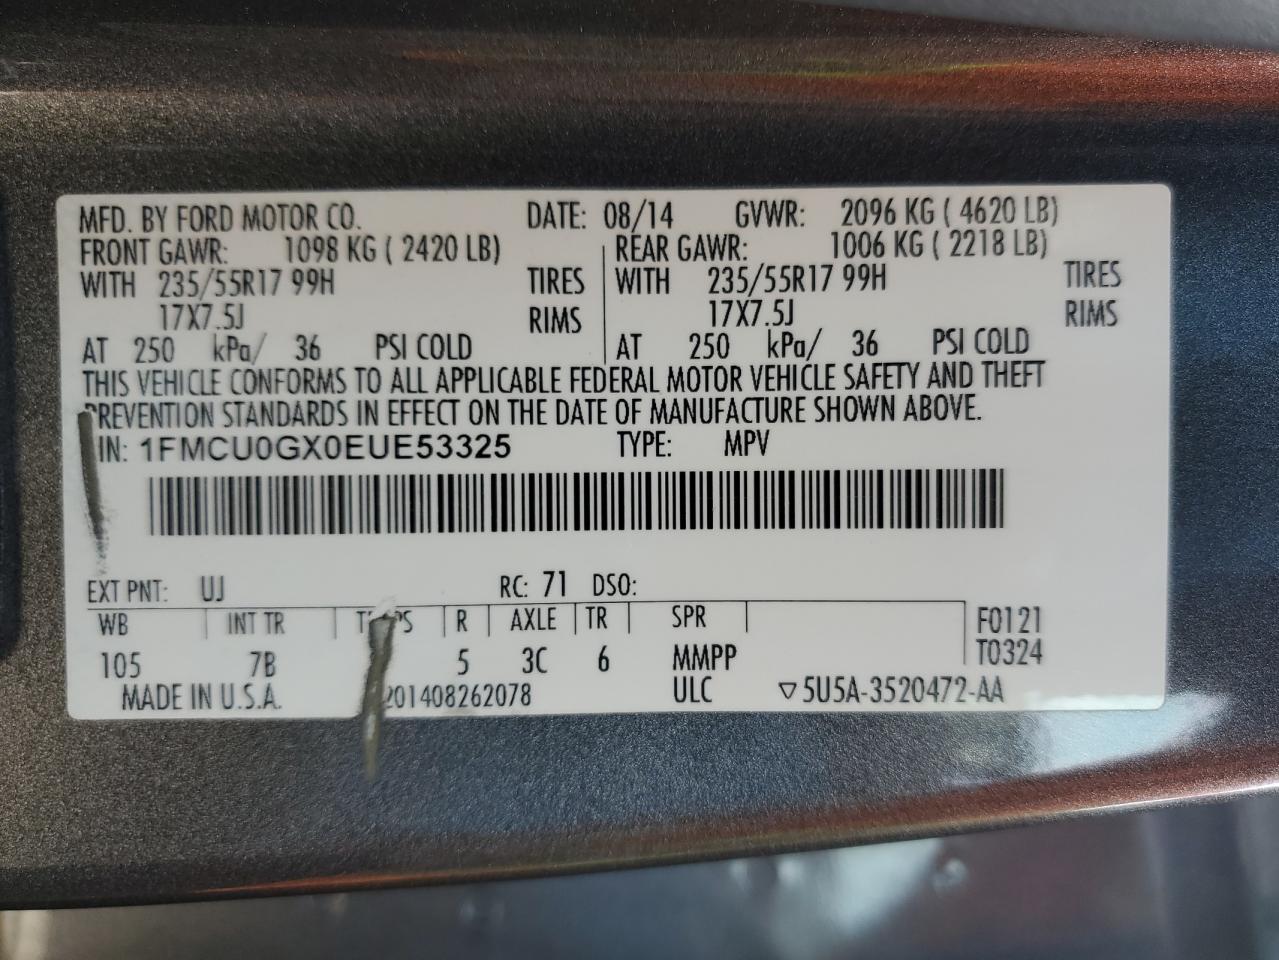 MFD. BY FORD MOTOR CO. DATE: 08/14 GVWR: 2096 KG ( 4620 LB)
FRONT GAWR: 1098 KG ( 2420 LB) REAR GAWR: 1006 KG ( 2218 LB)
WITH 235/55R17 99H TIRES WITH 235/55R17 99H TIRES
17X7.5J RIMS 17X7.5J RIMS
AT 250 kPa/ 36 PSI COLD AT 250 kPa/ 36 PSI COLD
THIS VEHICLE CONFORMS TO ALL APPLICABLE FEDERAL MOTOR VEHICLE SAFETY AND THEFT
PREVENTION STANDARDS IN EFFECT ON THE DATE OF MANUFACTURE SHOWN ABOVE.
VIN: 1FMCU0GX0EUE53325 TYPE: MPV
EXT PNT: UJ RC: 71 DSO:
WB INT TR R AXLE TR SPR F0121
105 7B 5 3C 6 MMPP T0324
MADE IN U.S.A. 201408262078 ULC ▽5U5A-3520472-AA